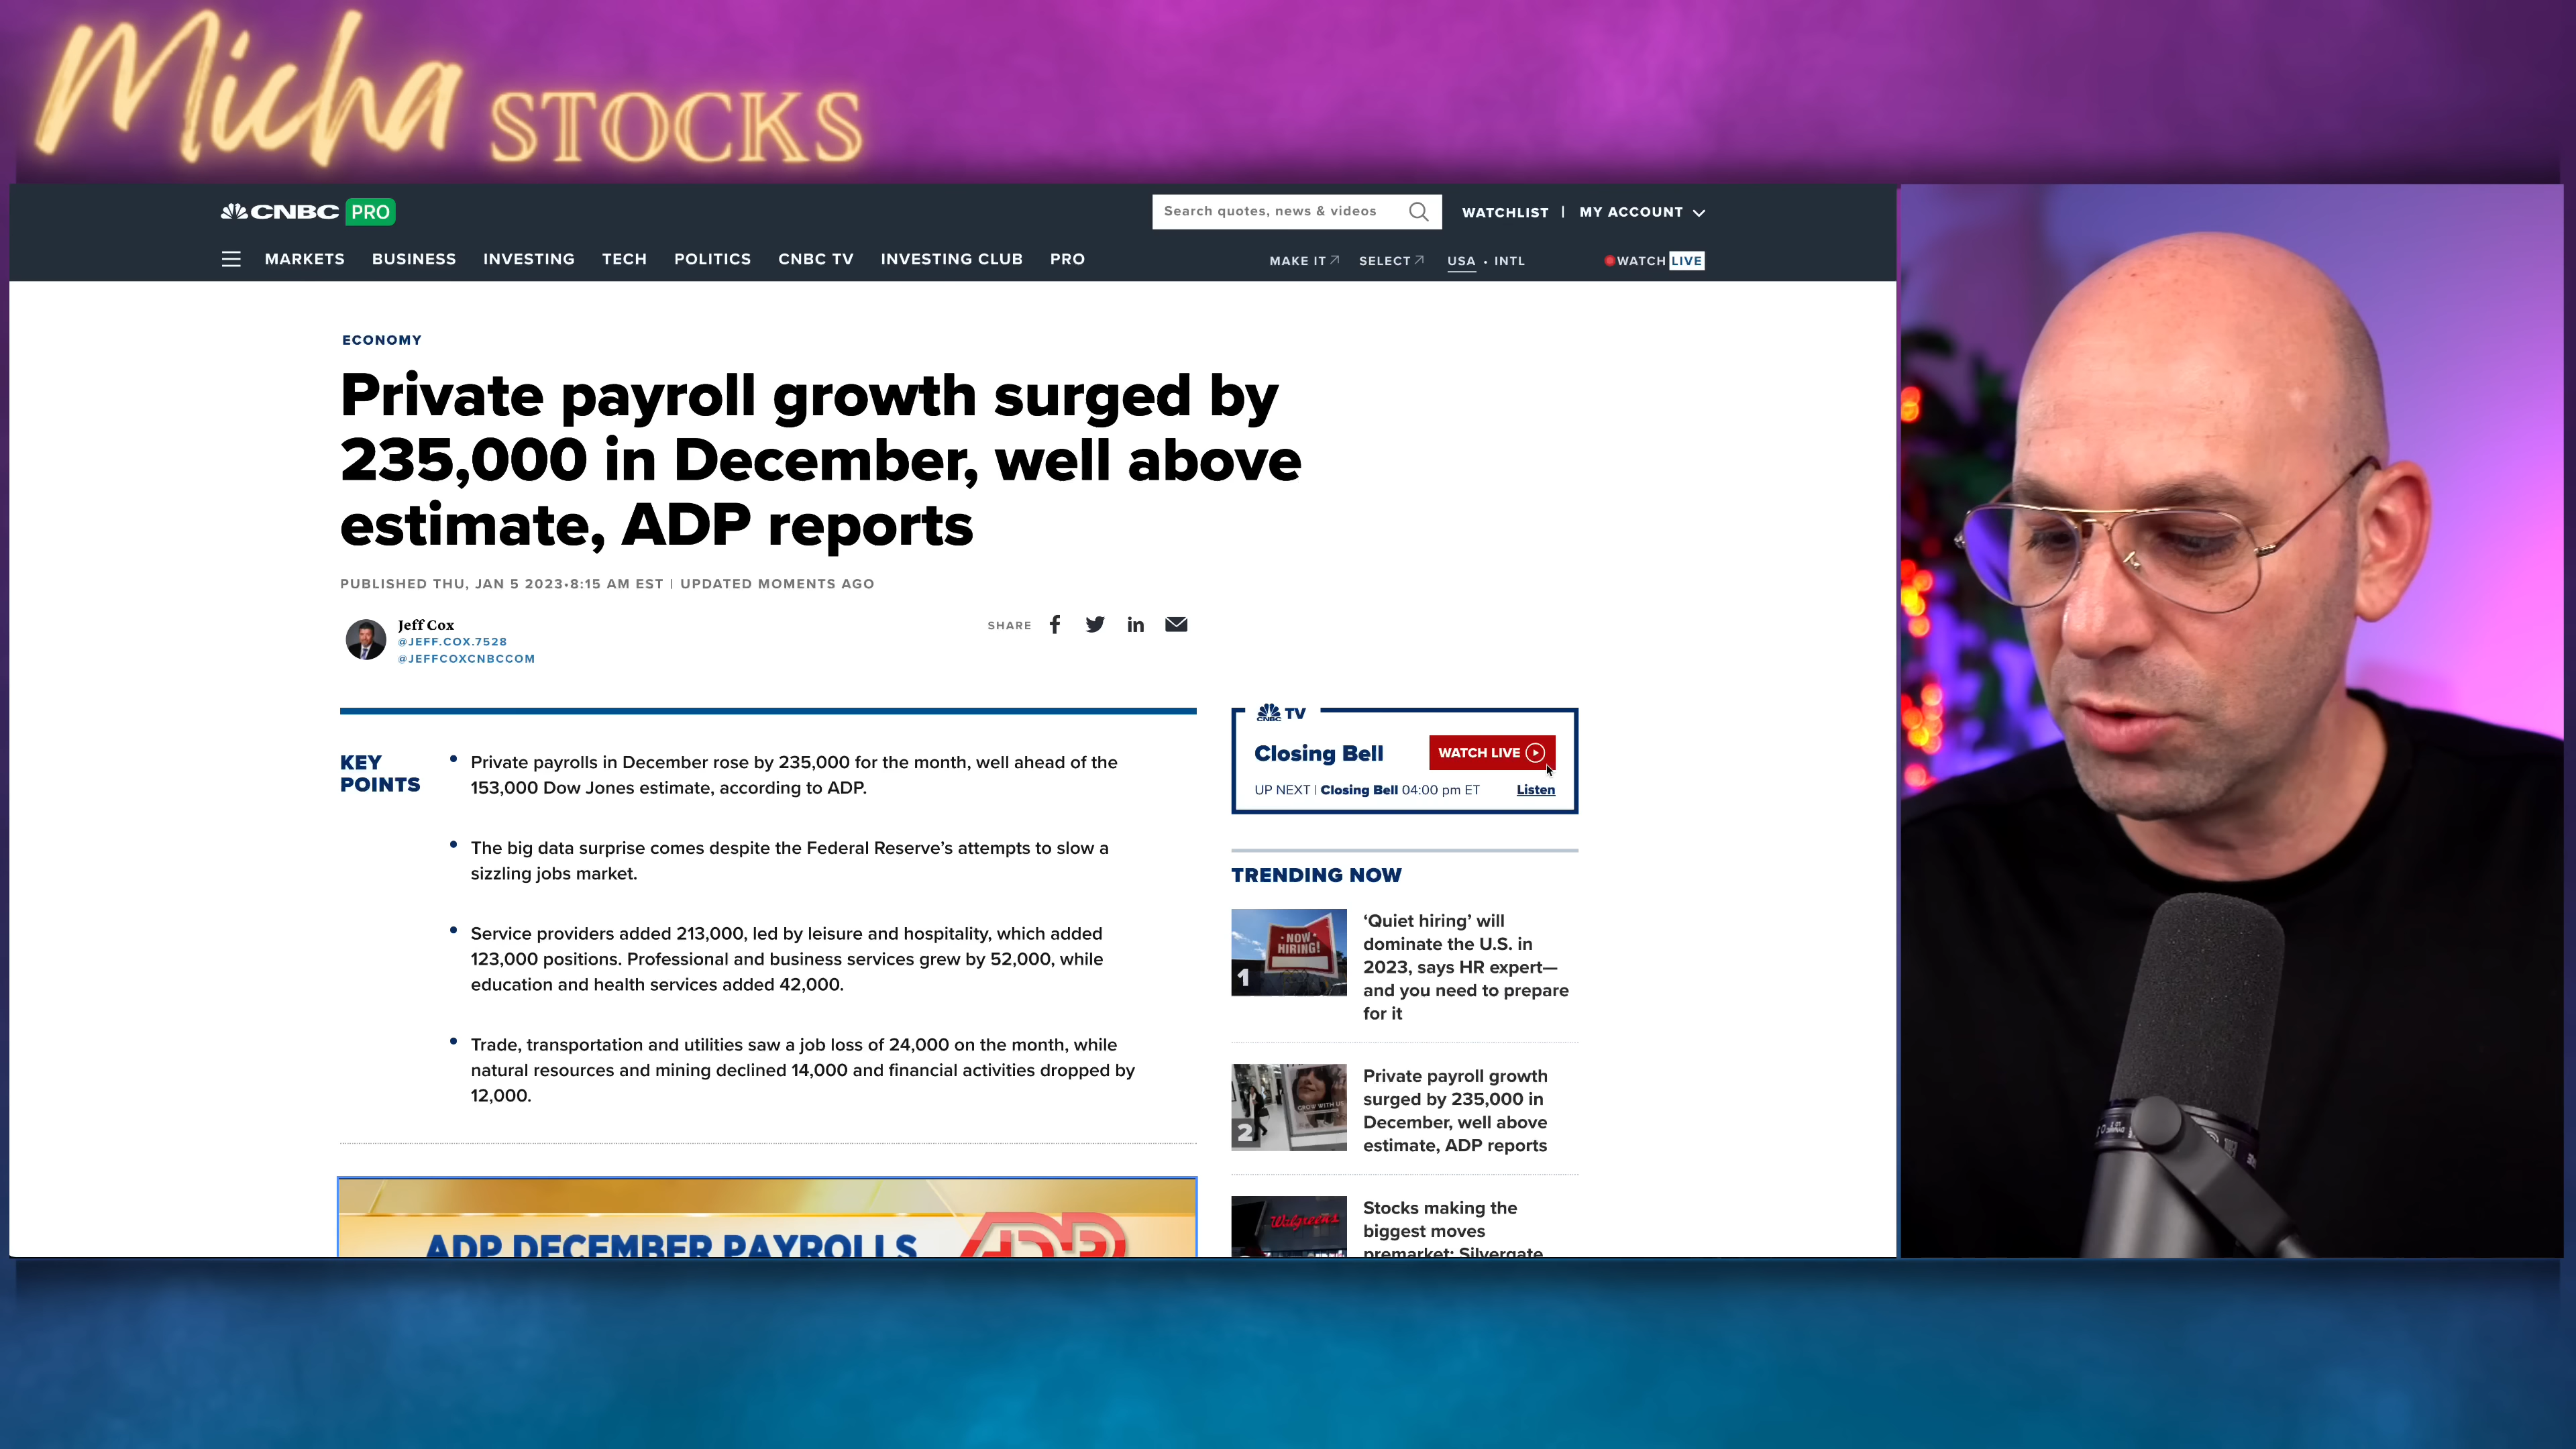 Micha STOCKS
CNBC PRO
Search quotes, news & videos
WATCHLIST | MY ACCOUNT
MARKETS BUSINESS INVESTING TECH POLITICS CNBC TV INVESTING CLUB PRO
MAKE IT SELECT USA • INTL WATCH LIVE
ECONOMY
Private payroll growth surged by
235,000 in December, well above
estimate, ADP reports
PUBLISHED THU, JAN 5 2023•8:15 AM EST | UPDATED MOMENTS AGO
Jeff Cox
@JEFF.COX.7528
@JEFFCOXCNBCCOM
SHARE
KEY
POINTS
• Private payrolls in December rose by 235,000 for the month, well ahead of the
153,000 Dow Jones estimate, according to ADP.
• The big data surprise comes despite the Federal Reserve’s attempts to slow a
sizzling jobs market.
• Service providers added 213,000, led by leisure and hospitality, which added
123,000 positions. Professional and business services grew by 52,000, while
education and health services added 42,000.
• Trade, transportation and utilities saw a job loss of 24,000 on the month, while
natural resources and mining declined 14,000 and financial activities dropped by
12,000.
ADP DECEMBER PAYROLLS
ADP
CNBC TV
Closing Bell
WATCH LIVE
UP NEXT | Closing Bell 04:00 pm ET
Listen
TRENDING NOW
NOW
HIRING!
1
‘Quiet hiring’ will
dominate the U.S. in
2023, says HR expert—
and you need to prepare
for it
GROW WITH US
2
Private payroll growth
surged by 235,000 in
December, well above
estimate, ADP reports
Walgreens
Stocks making the
biggest moves
premarket: Silvergate